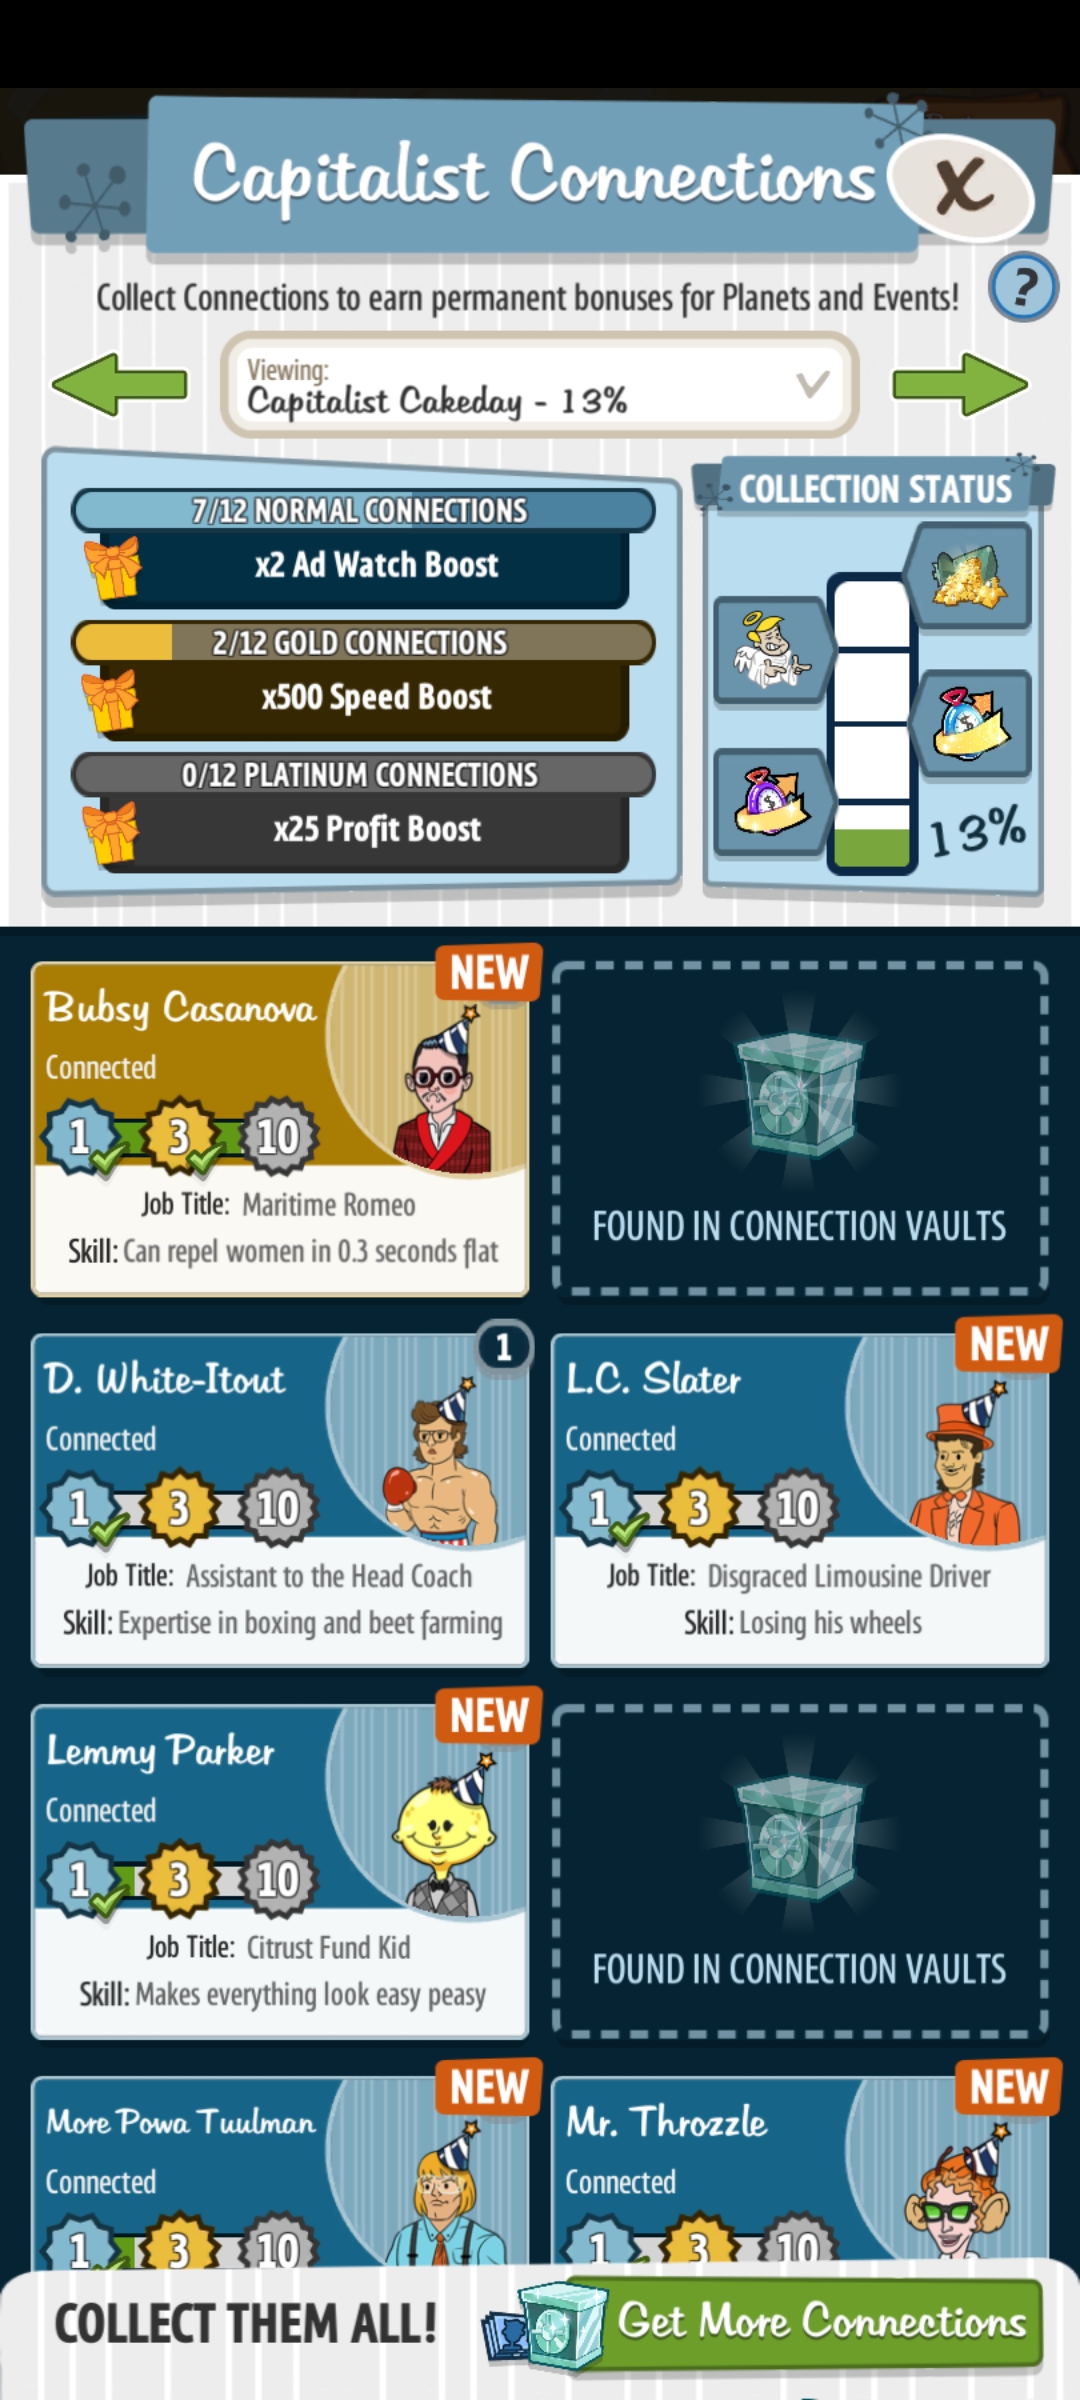 Capitalist Connections
X
Collect Connections to earn permanent bonuses for Planets and Events!
?
Viewing:
Capitalist Cakeday - 13%
7/12 NORMAL CONNECTIONS
x2 Ad Watch Boost
2/12 GOLD CONNECTIONS
x500 Speed Boost
0/12 PLATINUM CONNECTIONS
x25 Profit Boost
COLLECTION STATUS
13%
NEW
Bubsy Casanova
Connected
1 3 10
Job Title: Maritime Romeo
Skill: Can repel women in 0.3 seconds flat
FOUND IN CONNECTION VAULTS
1
D. White-Itout
Connected
1 3 10
Job Title: Assistant to the Head Coach
Skill: Expertise in boxing and beet farming
NEW
L.C. Slater
Connected
1 3 10
Job Title: Disgraced Limousine Driver
Skill: Losing his wheels
NEW
Lemmy Parker
Connected
1 3 10
Job Title: Citrust Fund Kid
Skill: Makes everything look easy peasy
FOUND IN CONNECTION VAULTS
NEW
More Powa Tuulman
Connected
1 3 10
NEW
Mr. Throzzle
Connected
1 3 10
COLLECT THEM ALL!
Get More Connections